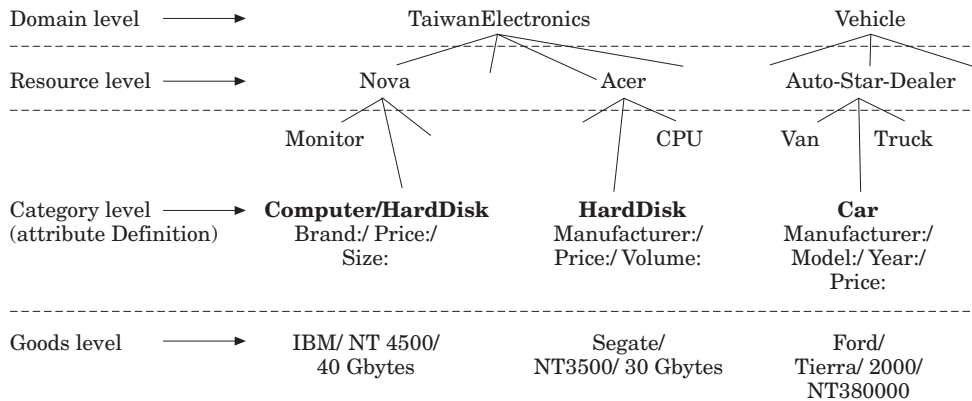 Domain level TaiwanElectronics Vehicle
Resource level Nova Acer Auto-Star-Dealer
Monitor CPU Van Truck
Category level Computer/HardDisk HardDisk Car
(attribute Definition) Brand:/ Price:/ Manufacturer:/ Manufacturer:/
Size: Price:/ Volume: Model:/ Year:/
Price:
Goods level IBM/ NT 4500/ Segate/ Ford/
40 Gbytes NT3500/ 30 Gbytes Tierra/ 2000/
NT380000